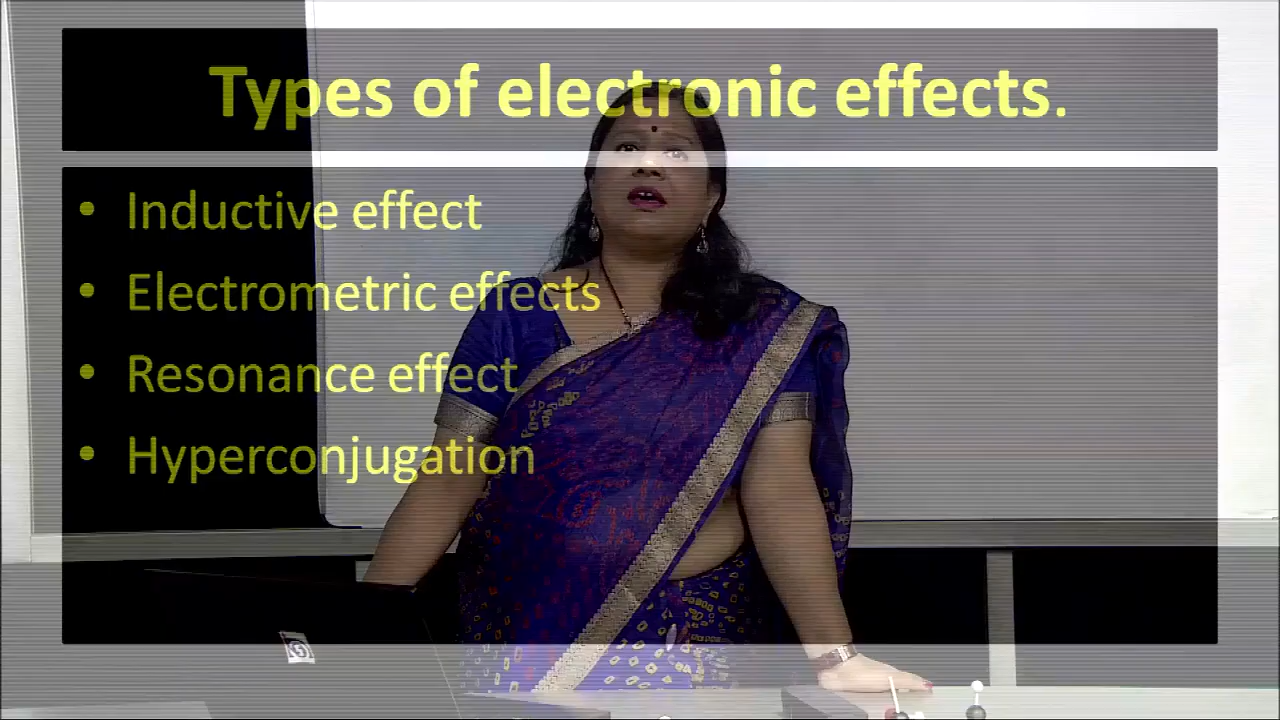 Types of electronic effects.
• Inductive effect
• Electrometric effects
• Resonance effect
• Hyperconjugation